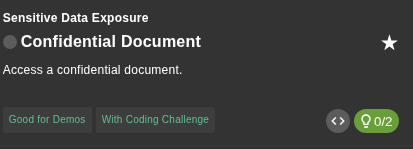 Sensitive Data Exposure
Confidential Document
Access a confidential document.
Good for Demos With Coding Challenge
<> 0/2